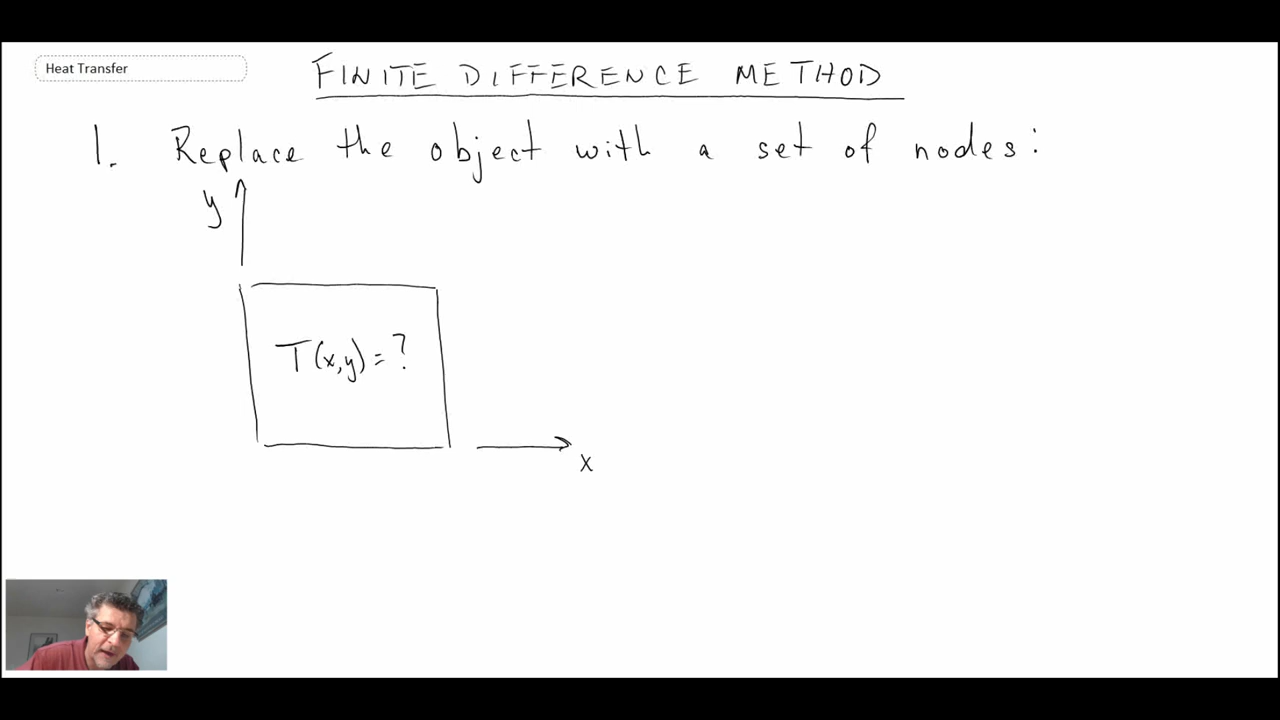 Heat Transfer
FINITE DIFFERENCE METHOD
1. Replace the object with a set of nodes:
y
T(x,y) = ?
x